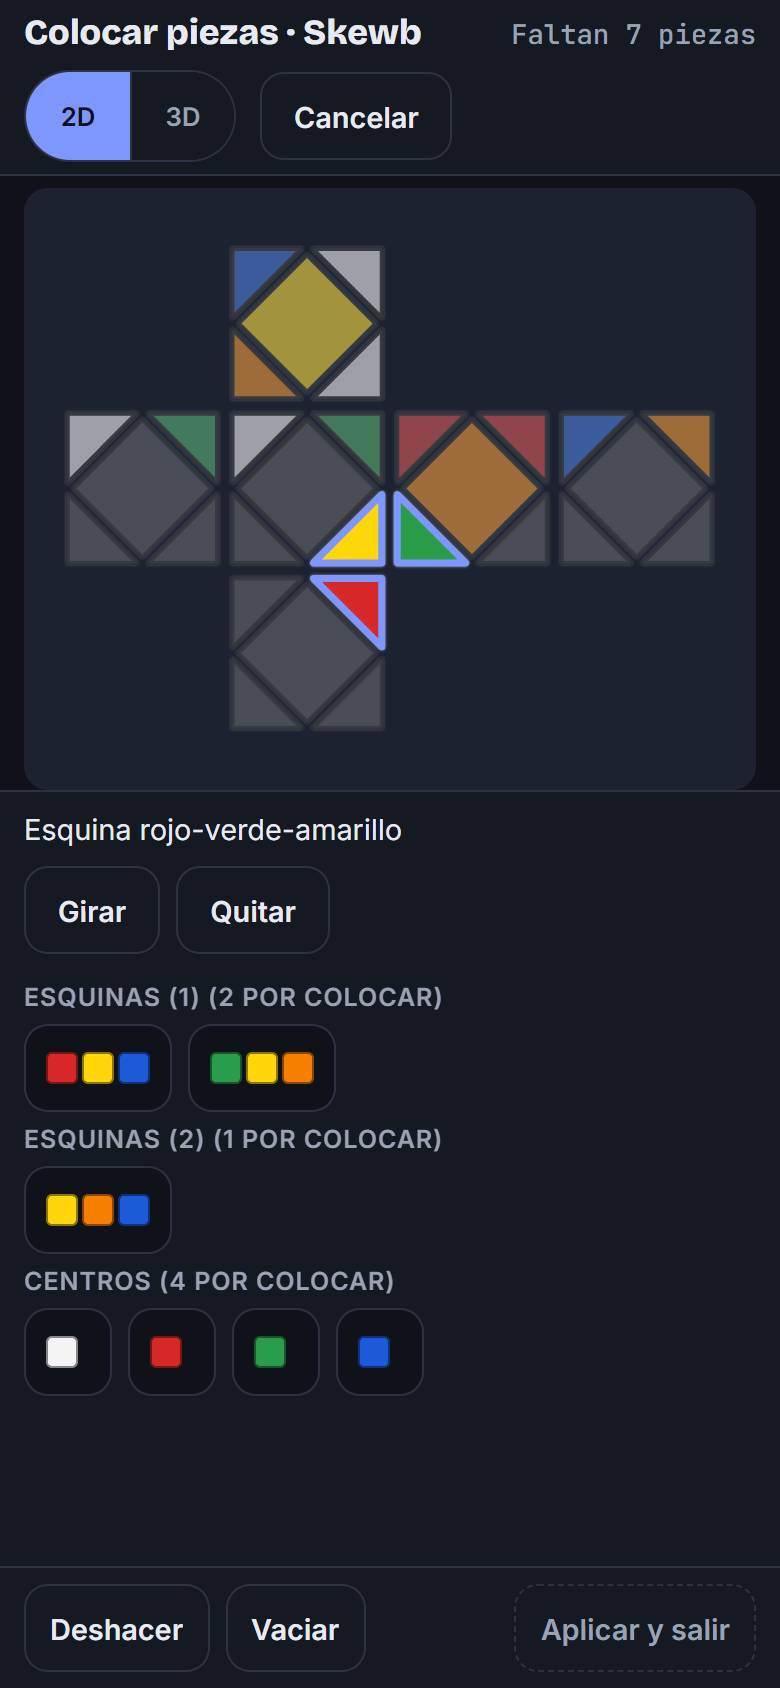 Colocar piezas · Skewb
Faltan 7 piezas
2D
3D
Cancelar
Esquina rojo-verde-amarillo
Girar
Quitar
ESQUINAS (1) (2 POR COLOCAR)
ESQUINAS (2) (1 POR COLOCAR)
CENTROS (4 POR COLOCAR)
Deshacer
Vaciar
Aplicar y salir